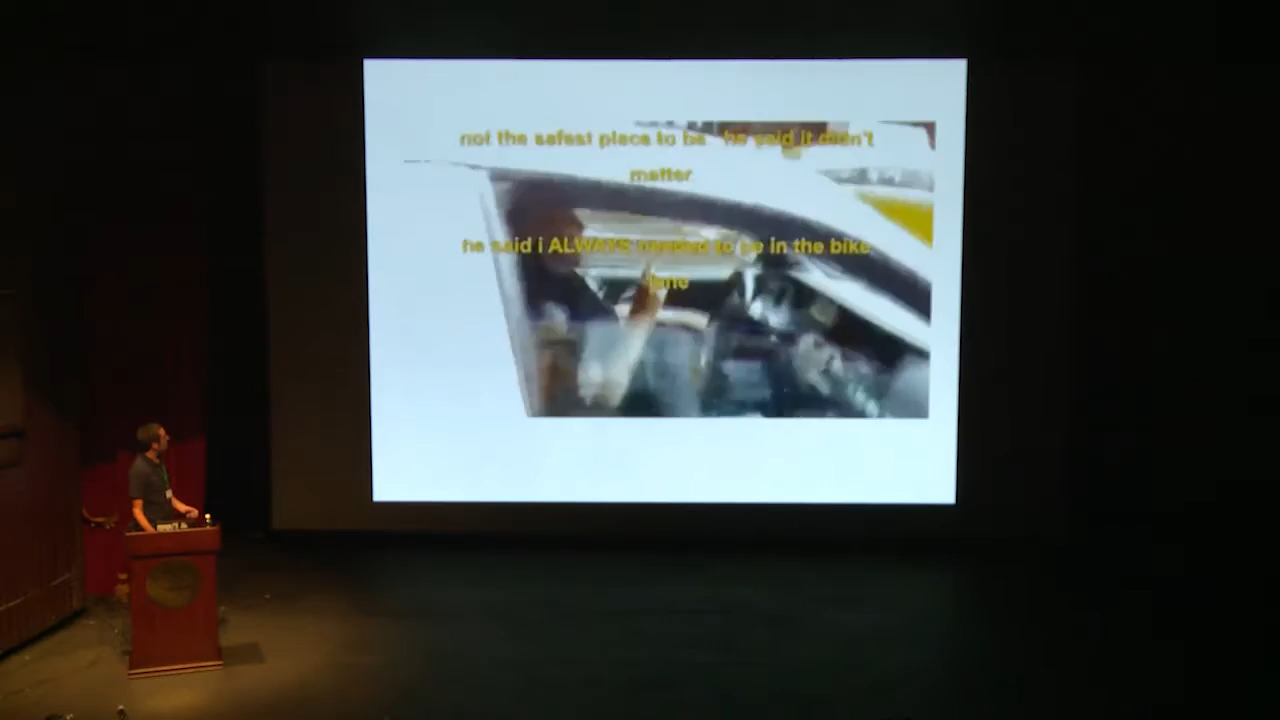 not the safest place to be. he said it didn't
matter
he said i ALWAYS needed to be in the bike
lane